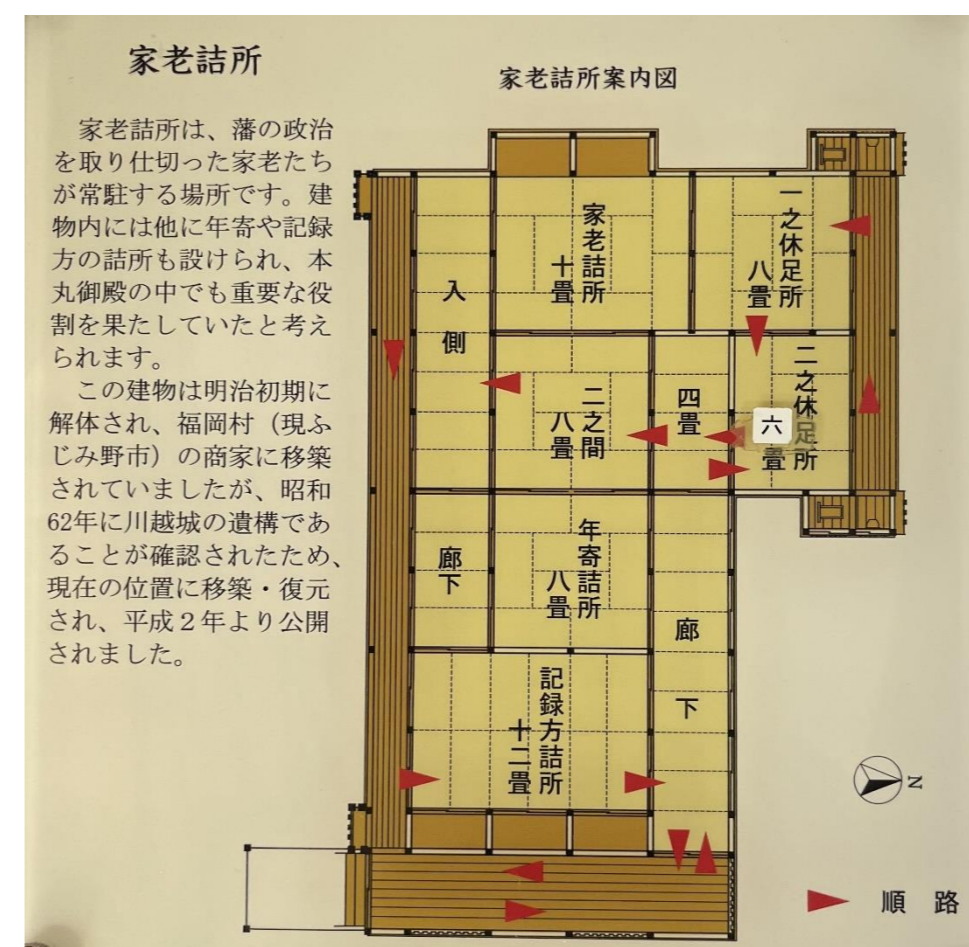 家老詰所
家老詰所案内図
家老詰所は、藩の政治
を取り仕切った家老たち
が常駐する場所です。建
物内には他に年寄や記録
方の詰所も設けられ、本
丸御殿の中でも重要な役
割を果たしていたと考え
られます。
この建物は明治初期に
解体され、福岡村（現ふ
じみ野市）の商家に移築
されていましたが、昭和
62年に川越城の遺構であ
ることが確認されたため、
現在の位置に移築・復元
され、平成２年より公開
されました。
一之休足所
八畳
家老詰所
十畳
入側
二之休足所
六畳
四畳
二之間
八畳
年寄詰所
八畳
廊下
廊下
記録方詰所
十二畳
N
順路